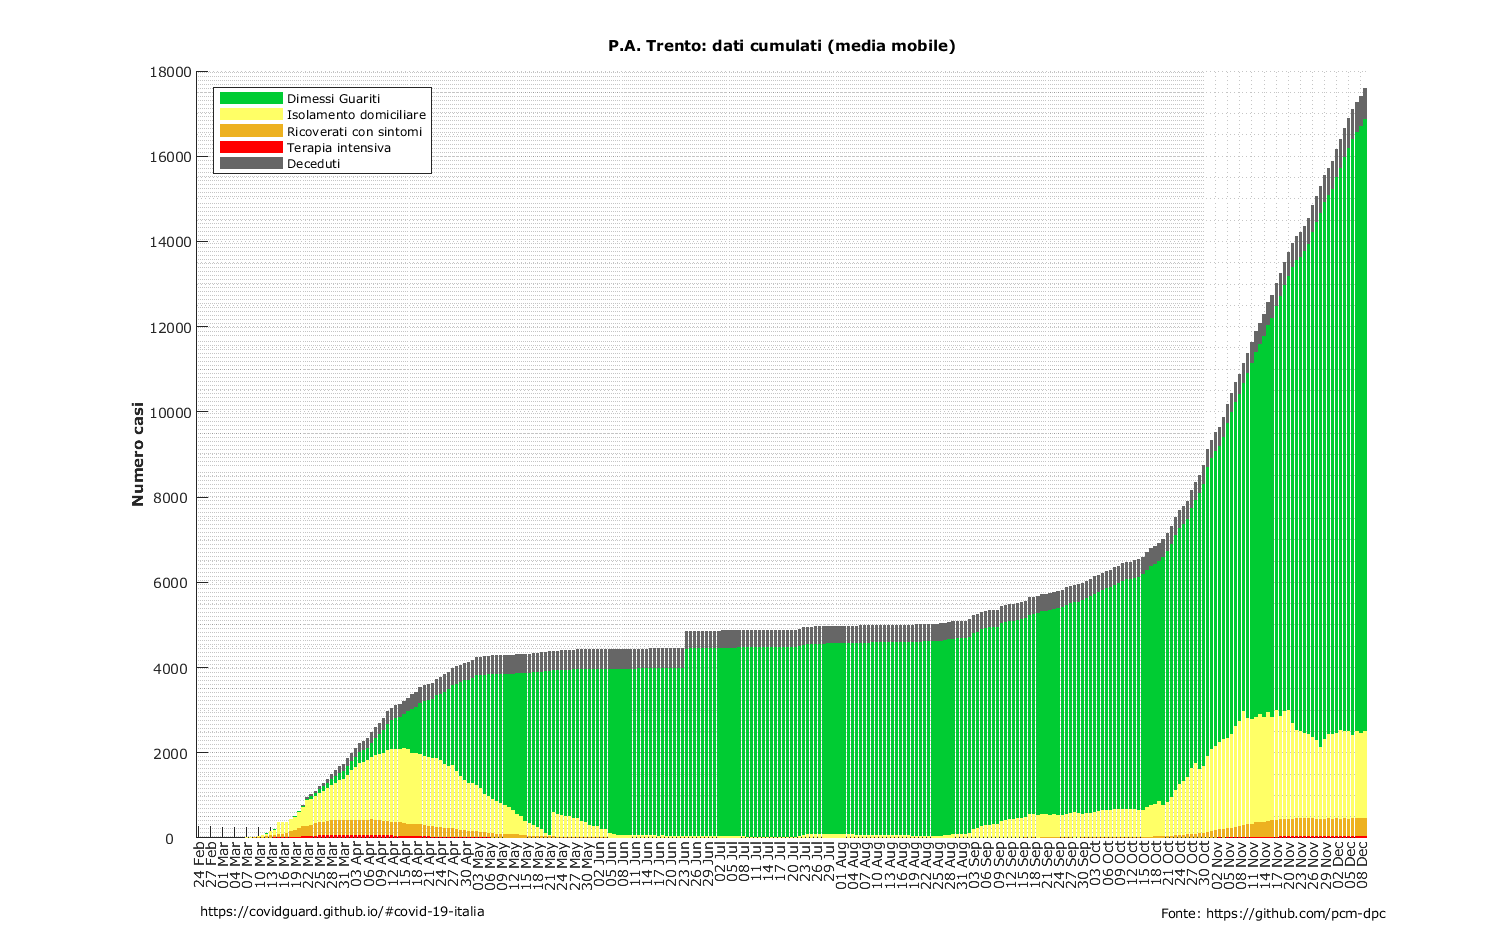 P.A. Trento: dati cumulati (media mobile)
18000
16000
14000
12000
10000
8000
6000
4000
2000
0
Numero casi
Dimessi Guariti
Isolamento domiciliare
Ricoverati con sintomi
Terapia intensiva
Deceduti
24 Feb
27 Feb
01 Mar
04 Mar
07 Mar
10 Mar
13 Mar
16 Mar
19 Mar
22 Mar
25 Mar
28 Mar
31 Mar
03 Apr
06 Apr
09 Apr
12 Apr
15 Apr
18 Apr
21 Apr
24 Apr
27 Apr
30 Apr
03 May
06 May
09 May
12 May
15 May
18 May
21 May
24 May
27 May
30 May
02 Jun
05 Jun
08 Jun
11 Jun
14 Jun
17 Jun
20 Jun
23 Jun
26 Jun
29 Jun
02 Jul
05 Jul
08 Jul
11 Jul
14 Jul
17 Jul
20 Jul
23 Jul
26 Jul
29 Jul
01 Aug
04 Aug
07 Aug
10 Aug
13 Aug
16 Aug
19 Aug
22 Aug
25 Aug
28 Aug
31 Aug
03 Sep
06 Sep
09 Sep
12 Sep
15 Sep
18 Sep
21 Sep
24 Sep
27 Sep
30 Sep
03 Oct
06 Oct
09 Oct
12 Oct
15 Oct
18 Oct
21 Oct
24 Oct
27 Oct
30 Oct
02 Nov
05 Nov
08 Nov
11 Nov
14 Nov
17 Nov
20 Nov
23 Nov
26 Nov
29 Nov
02 Dec
05 Dec
08 Dec
https://covidguard.github.io/#covid-19-italia
Fonte: https://github.com/pcm-dpc